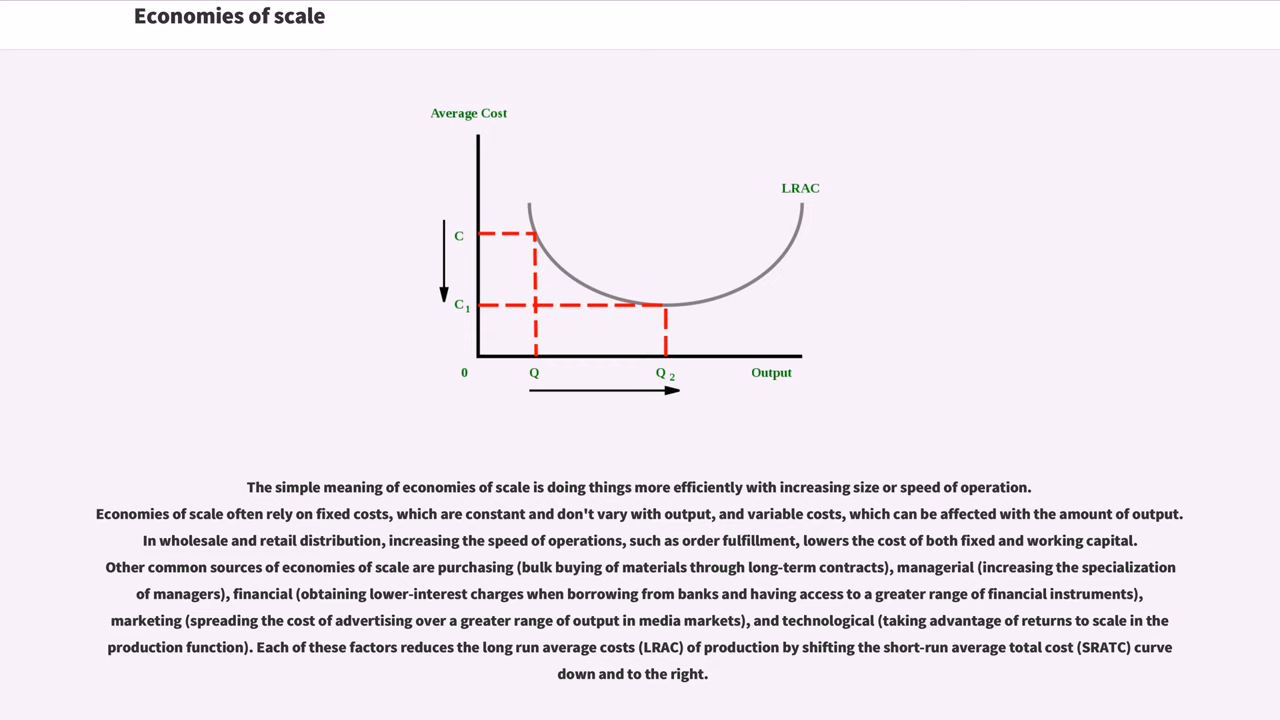 Economies of scale
Average Cost
LRAC
C
C 1
0
Q
Q 2
Output
The simple meaning of economies of scale is doing things more efficiently with increasing size or speed of operation.
Economies of scale often rely on fixed costs, which are constant and don't vary with output, and variable costs, which can be affected with the amount of output.
In wholesale and retail distribution, increasing the speed of operations, such as order fulfillment, lowers the cost of both fixed and working capital.
Other common sources of economies of scale are purchasing (bulk buying of materials through long-term contracts), managerial (increasing the specialization
of managers), financial (obtaining lower-interest charges when borrowing from banks and having access to a greater range of financial instruments),
marketing (spreading the cost of advertising over a greater range of output in media markets), and technological (taking advantage of returns to scale in the
production function). Each of these factors reduces the long run average costs (LRAC) of production by shifting the short-run average total cost (SRATC) curve
down and to the right.